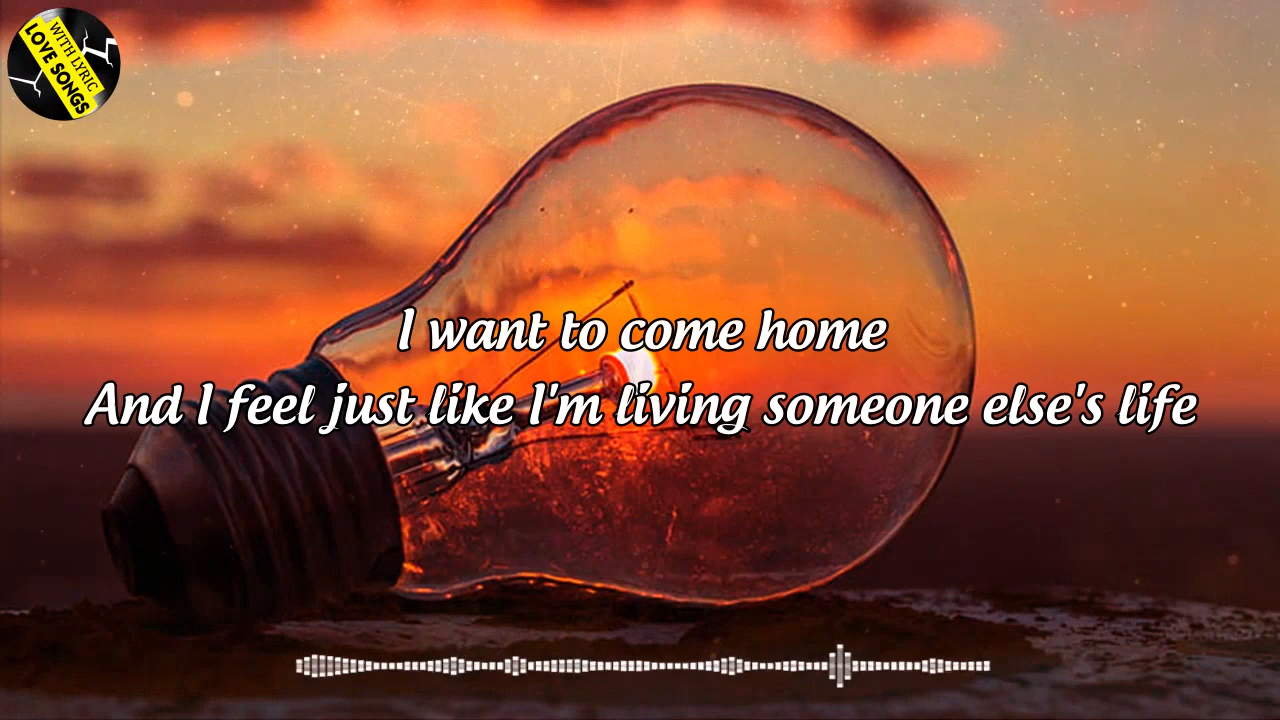 WITH LYRIC
LOVE SONGS
I want to come home
And I feel just like I'm living someone else's life